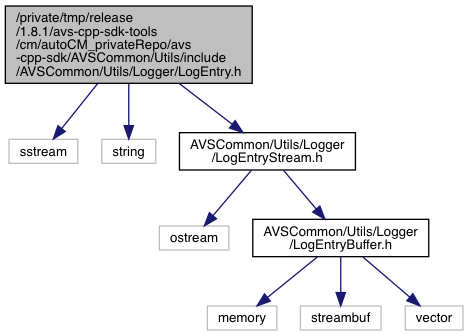 /private/tmp/release
/1.8.1/avs-cpp-sdk-tools
/cm/autoCM_privateRepo/avs
-cpp-sdk/AVSCommon/Utils/include
/AVSCommon/Utils/Logger/LogEntry.h
sstream
string
AVSCommon/Utils/Logger
/LogEntryStream.h
ostream
AVSCommon/Utils/Logger
/LogEntryBuffer.h
memory
streambuf
vector